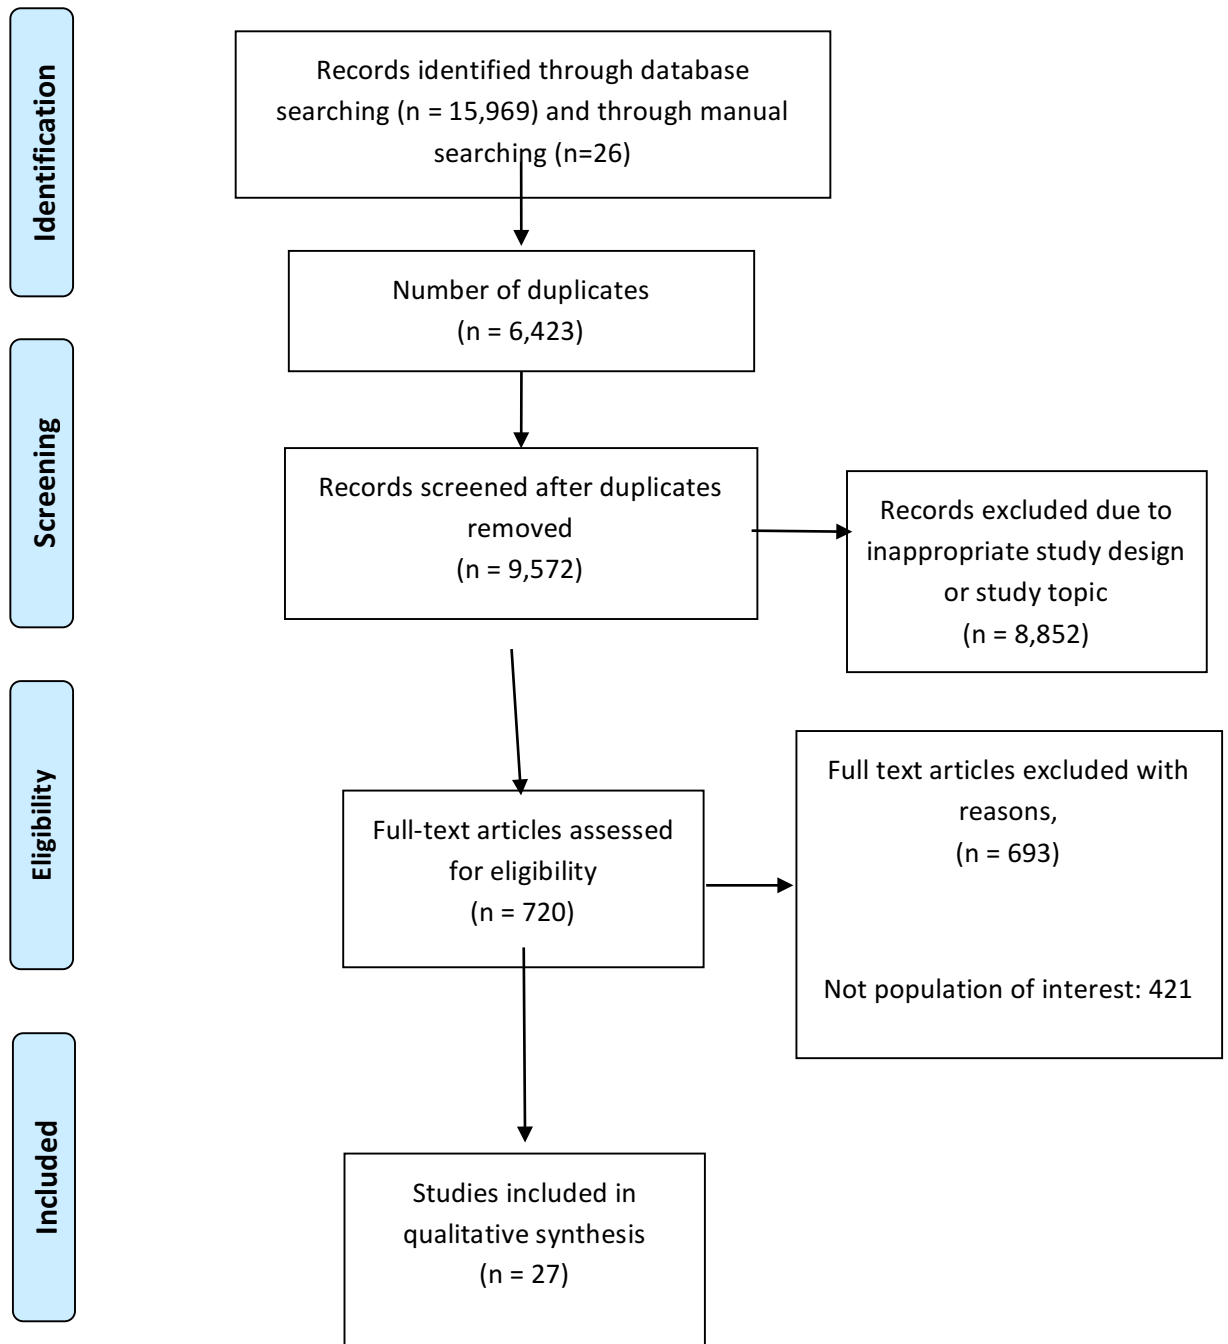 Identification
Records identified through database
searching (n = 15,969) and through manual
searching (n=26)
Number of duplicates
(n = 6,423)
Screening
Records screened after duplicates
removed
(n = 9,572)
Records excluded due to
inappropriate study design
or study topic
(n = 8,852)
Eligibility
Full-text articles assessed
for eligibility
(n = 720)
Full text articles excluded with
reasons,
(n = 693)
Not population of interest: 421
Included
Studies included in
qualitative synthesis
(n = 27)